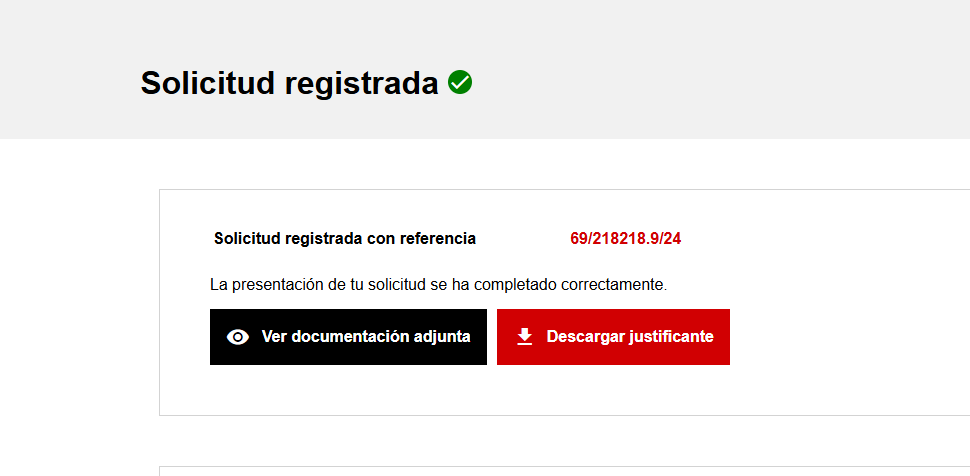 Solicitud registrada
Solicitud registrada con referencia 69/218218.9/24
La presentación de tu solicitud se ha completado correctamente.
Ver documentación adjunta Descargar justificante